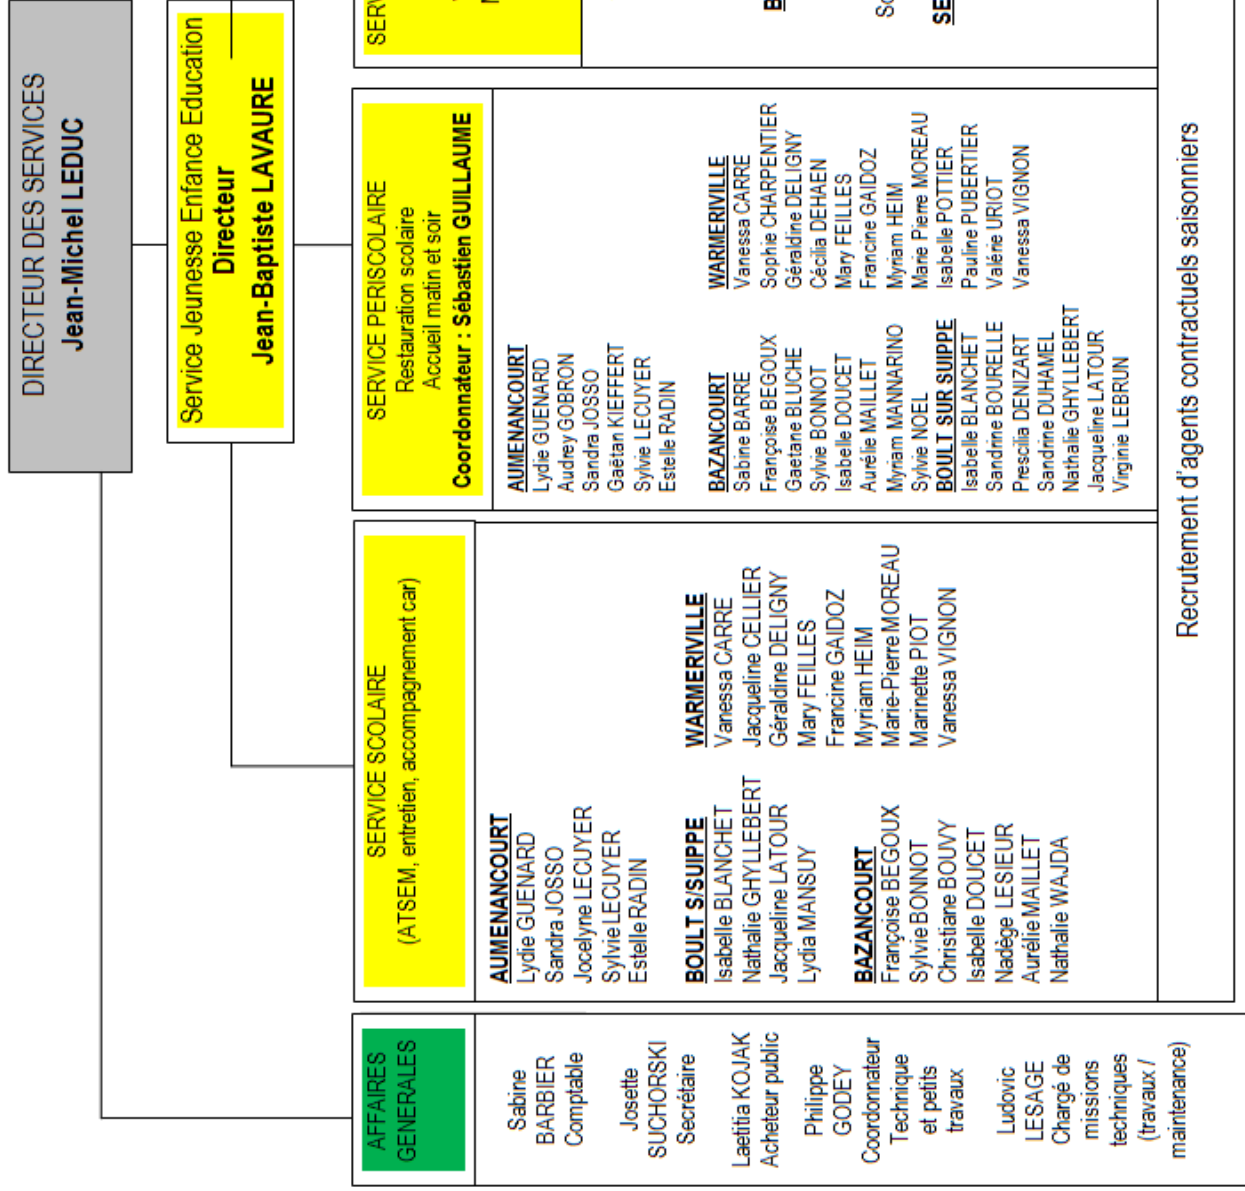 DIRECTEUR DES SERVICES
Jean-Michel LEDUC
Service Jeunesse Enfance Education
Directeur
Jean-Baptiste LAVAURE
AFFAIRES
GENERALES
Sabine
BARBIER
Comptable
Josette
SUCHORSKI
Secrétaire
Laetitia KOJAK
Acheteur public
Philippe
GODEY
Coordonnateur
Technique
et petits
travaux
Ludovic
LESAGE
Chargé de
missions
techniques
(travaux /
maintenance)
SERVICE SCOLAIRE
(ATSEM, entretien, accompagnement car)
AUMENANCOURT
Lydie GUENARD
Sandra JOSSO
Jocelyne LECUYER
Sylvie LECUYER
Estelle RADIN
BOULT S/SUIPPE
Isabelle BLANCHET
Nathalie GHYLLEBERT
Jacqueline LATOUR
Lydia MANSUY
BAZANCOURT
Françoise BEGOUX
Sylvie BONNOT
Christiane BOUVY
Isabelle DOUCET
Nadège LESIEUR
Aurélie MAILLET
Nathalie WAJDA
WARMERIVILLE
Vanessa CARRE
Jacqueline CELLIER
Géraldine DELIGNY
Mary FEILLES
Francine GAIDOZ
Myriam HEIM
Marie-Pierre MOREAU
Marinette PIOT
Vanessa VIGNON
SERVICE PERISCOLAIRE
Restauration scolaire
Accueil matin et soir
Coordonnateur : Sébastien GUILLAUME
AUMENANCOURT
Lydie GUENARD
Audrey GOBRON
Sandra JOSSO
Gaëtan KIEFFERT
Sylvie LECUYER
Estelle RADIN
BAZANCOURT
Sabine BARRE
Françoise BEGOUX
Gaetane BLUCHE
Sylvie BONNOT
Isabelle DOUCET
Aurélie MAILLET
Myriam MANNARINO
Sylvie NOEL
BOULT SUR SUIPPE
Isabelle BLANCHET
Sandrine BOURELLE
Prescilia DENIZART
Sandrine DUHAMEL
Nathalie GHYLLEBERT
Jacqueline LATOUR
Virginie LEBRUN
WARMERIVILLE
Vanessa CARRE
Sophie CHARPENTIER
Géraldine DELIGNY
Cécilia DEHAEN
Mary FEILLES
Francine GAIDOZ
Myriam HEIM
Marie Pierre MOREAU
Isabelle POTTIER
Pauline PUBERTIER
Valérie URIOT
Vanessa VIGNON
SERV
B
So
SE
Recrutement d'agents contractuels saisonniers